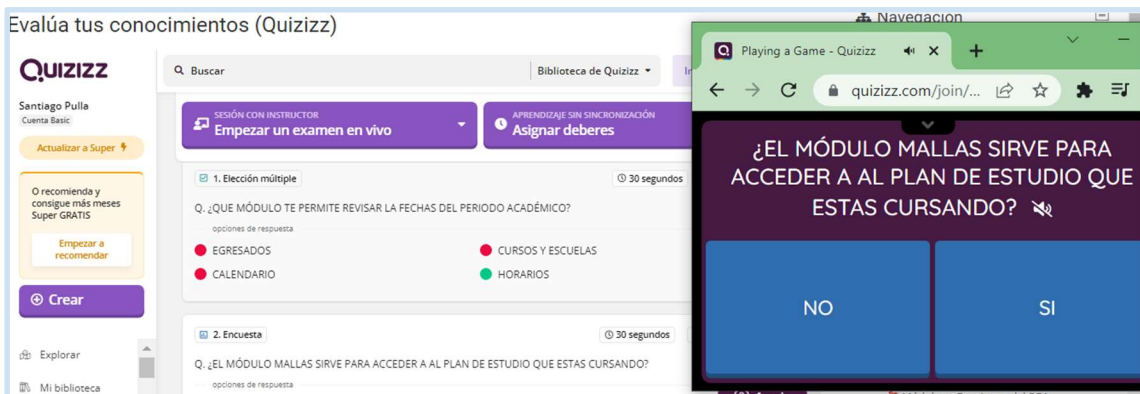 Evalúa tus conocimientos (Quizizz)
Navegación
QUIZIZZ
Santiago Pulla
Cuenta Basic
Actualizar a Super
O recomienda y
consigue más meses
Super GRATIS
Empezar a
recomendar
Crear
Explorar
Mi biblioteca
Buscar
Biblioteca de Quizizz
SESIÓN CON INSTRUCTOR
Empezar un examen en vivo
APRENDIZAJE SIN SINCRONIZACIÓN
Asignar deberes
1. Elección múltiple
30 segundos
Q. ¿QUE MÓDULO TE PERMITE REVISAR LA FECHAS DEL PERIODO ACADÉMICO?
opciones de respuesta
EGRESADOS
CURSOS Y ESCUELAS
CALENDARIO
HORARIOS
2. Encuesta
30 segundos
Q. ¿EL MÓDULO MALLAS SIRVE PARA ACCEDER A AL PLAN DE ESTUDIO QUE ESTAS CURSANDO?
opciones de respuesta
Playing a Game - Quizizz
quizizz.com/join/...
¿EL MÓDULO MALLAS SIRVE PARA
ACCEDER A AL PLAN DE ESTUDIO QUE
ESTAS CURSANDO?
NO
SI